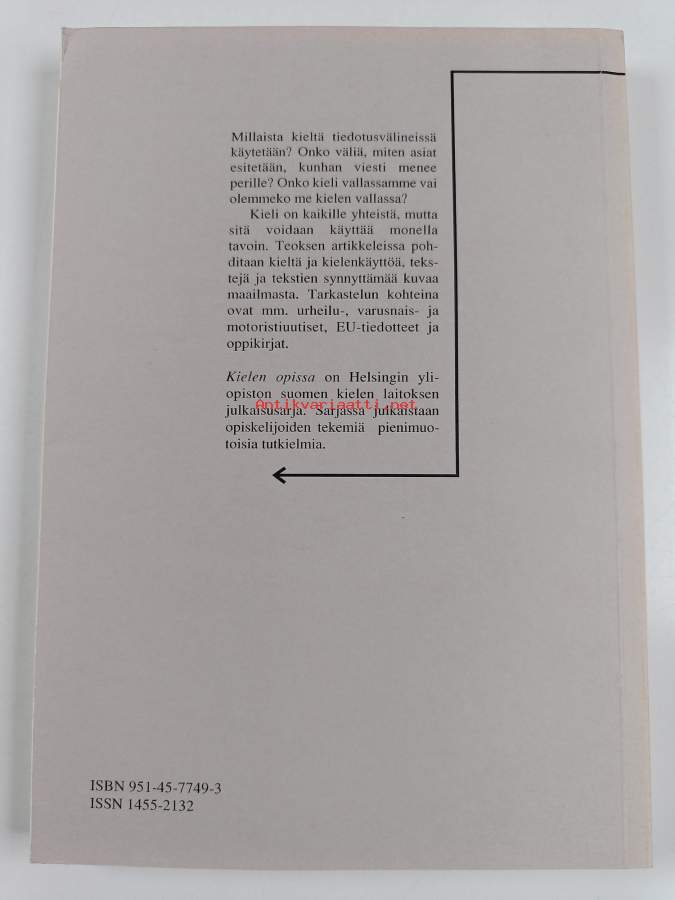 Millaista kieltä tiedotusvälineissä
käytetään? Onko väliä, miten asiat
esitetään, kunhan viesti menee
perille? Onko kieli vallassamme vai
olemmeko me kielen vallassa?
Kieli on kaikille yhteistä, mutta
sitä voidaan käyttää monella
tavoin. Teoksen artikkeleissa poh-
ditaan kieltä ja kielenkäyttöä, teks-
tejä ja tekstien synnyttämää kuvaa
maailmasta. Tarkastelun kohteina
ovat mm. urheilu-, varusnais- ja
motoristiuutiset, EU-tiedotteet ja
oppikirjat.
Kielen opissa on Helsingin yli-
opiston suomen kielen laitoksen
Antikvariaatti.net
julkaisusarja. Sarjassa julkaistaan
opiskelijoiden tekemiä pienimuo-
toisia tutkielmia.
ISBN 951-45-7749-3
ISSN 1455-2132